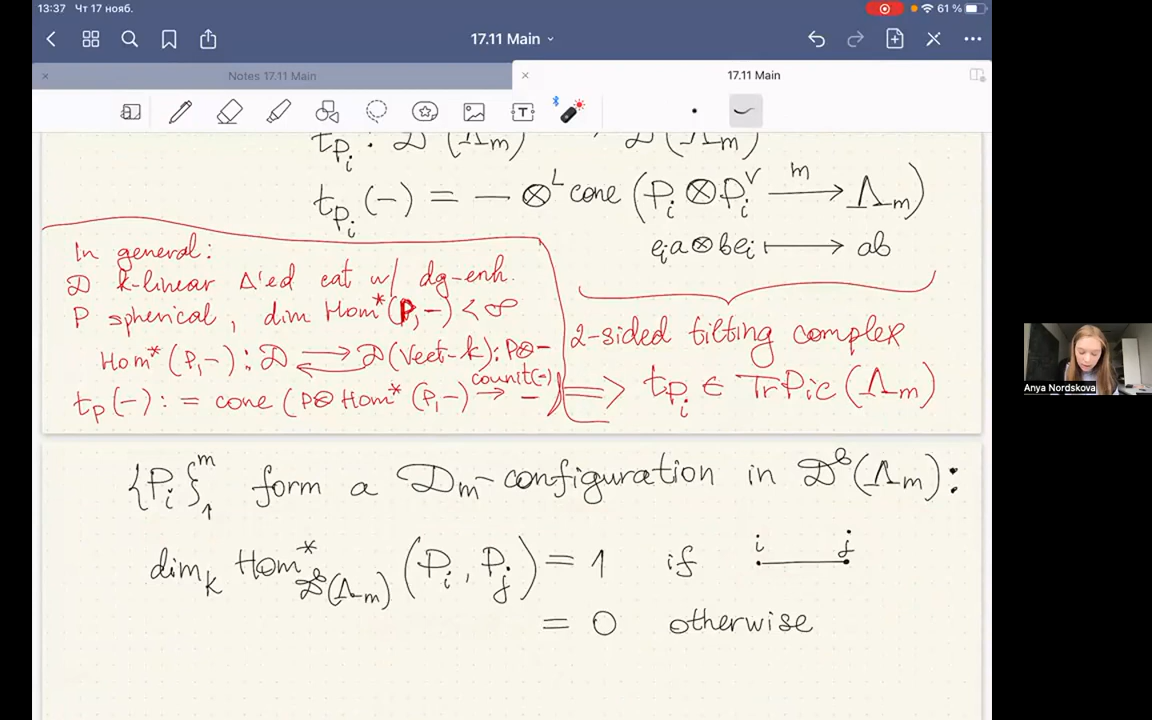 13:37 Чт 17 нояб.
61 %
17.11 Main
Notes 17.11 Main
17.11 Main
t_{P_i} : D (Λ_m) D (Λ_m)
t_{P_i} (–) = – ⊗^L cone (P_i ⊗ P_i^∨ →^m Λ_m)
e_i a ⊗ b e_i ↦ ab
In general:
D k-linear Δ'ed cat w/ dg-enh.
P spherical, dim Hom* (P, –) < ∞
Hom* (P, –) : D ⇄ D (Vect-k) : P⊗–
t_P (–) := cone (P⊗ Hom* (P, –) →^{counit(–)} –)
2-sided tilting complex
⇒ t_{P_i} ∈ TrPic (Λ_m)
{P_i}_1^m form a D_m-configuration in D^b (Λ_m) :
dim_k Hom*_{D^b(Λ_m)} (P_i, P_j) = 1 if i — j
= 0 otherwise
Anya Nordskova